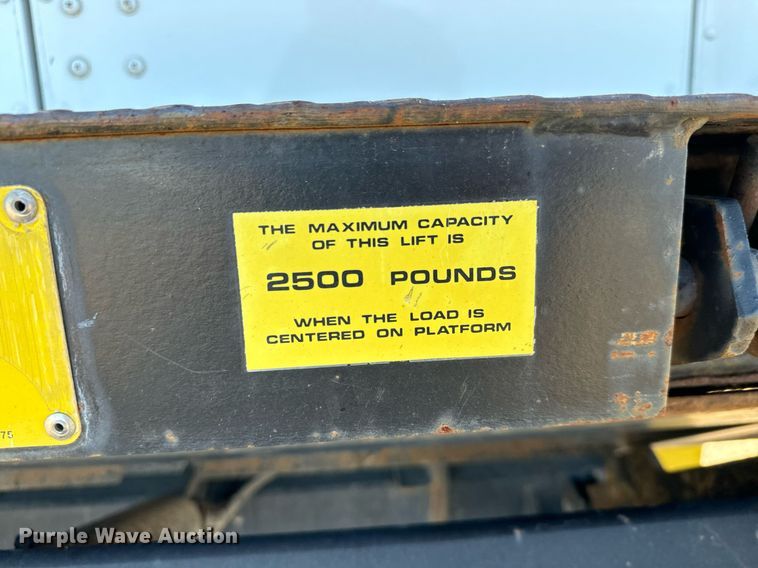 THE MAXIMUM CAPACITY
OF THIS LIFT IS
2500 POUNDS
WHEN THE LOAD IS
CENTERED ON PLATFORM
75
Purple Wave Auction